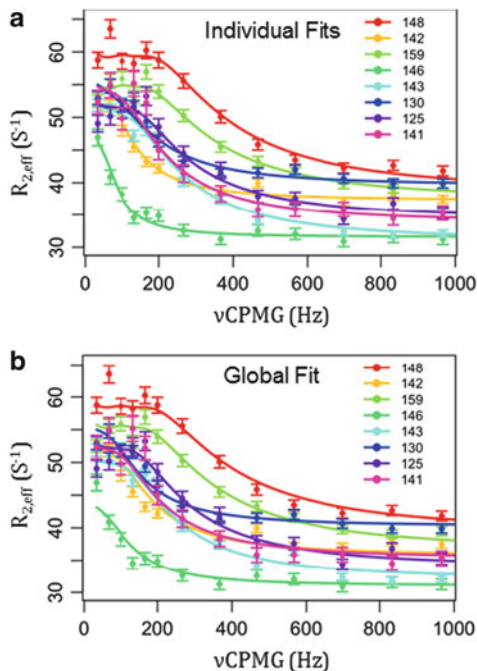 a
Individual Fits
148
142
159
146
143
130
125
141
60
50
40
30
R2,eff (S-1)
0 200 400 600 800 1000
νCPMG (Hz)
b
Global Fit
148
142
159
146
143
130
125
141
60
50
40
30
R2,eff (S-1)
0 200 400 600 800 1000
νCPMG (Hz)